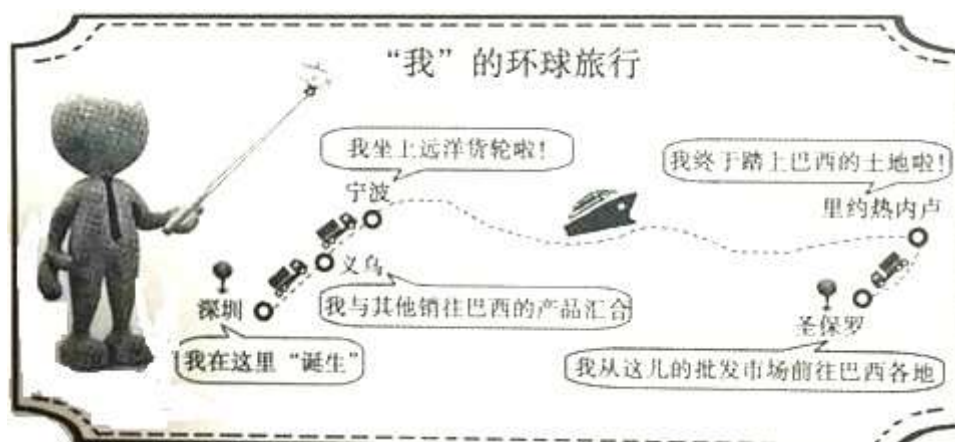 “我”的环球旅行
我坐上远洋货轮啦！
我终于踏上巴西的土地啦！
宁波
里约热内卢
义乌
深圳
我与其他销往巴西的产品汇合
圣保罗
我在这里“诞生”
我从这儿的批发市场前往巴西各地